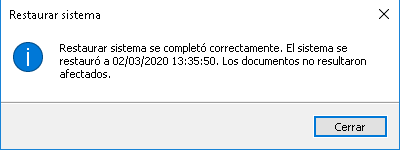 Restaurar sistema
Restaurar sistema se completó correctamente. El sistema se
restauró a 02/03/2020 13:35:50. Los documentos no resultaron
afectados.
Cerrar